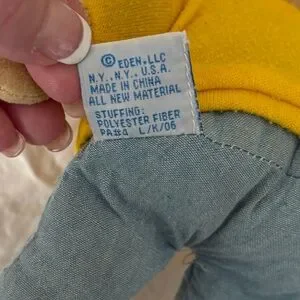 © EDEN, LLC
N.Y., N.Y., U.S.A.
MADE IN CHINA
ALL NEW MATERIAL
STUFFING:
POLYESTER FIBER
PA#4 L/K/06